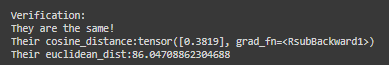 Verification:
They are the same!
Their cosine_distance:tensor([0.3819], grad_fn=<RsubBackward1>)
Their euclidean_dist:86.04708862304688